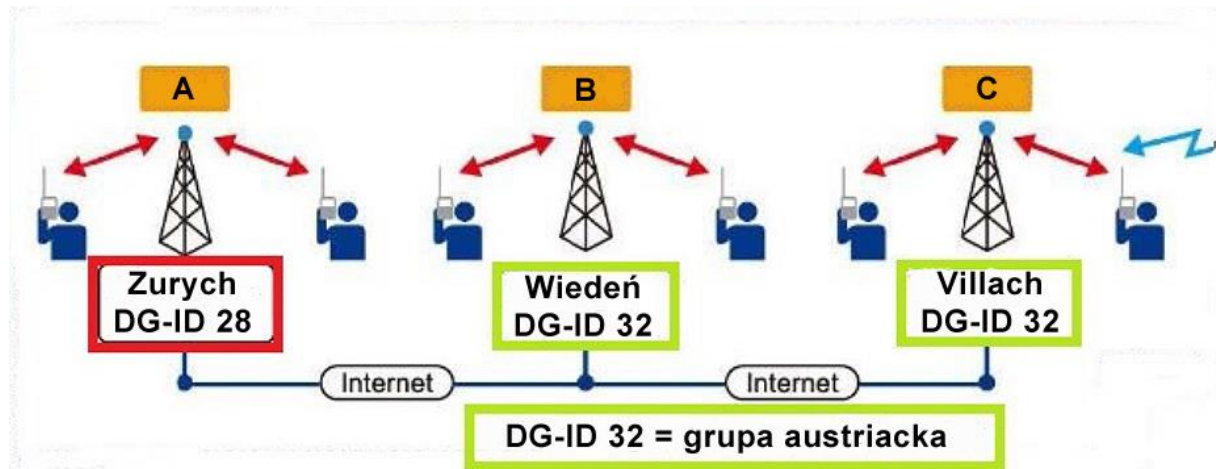 A
B
C
Zurych
DG-ID 28
Wiedeń
DG-ID 32
Villach
DG-ID 32
Internet
Internet
DG-ID 32 = grupa austriacka